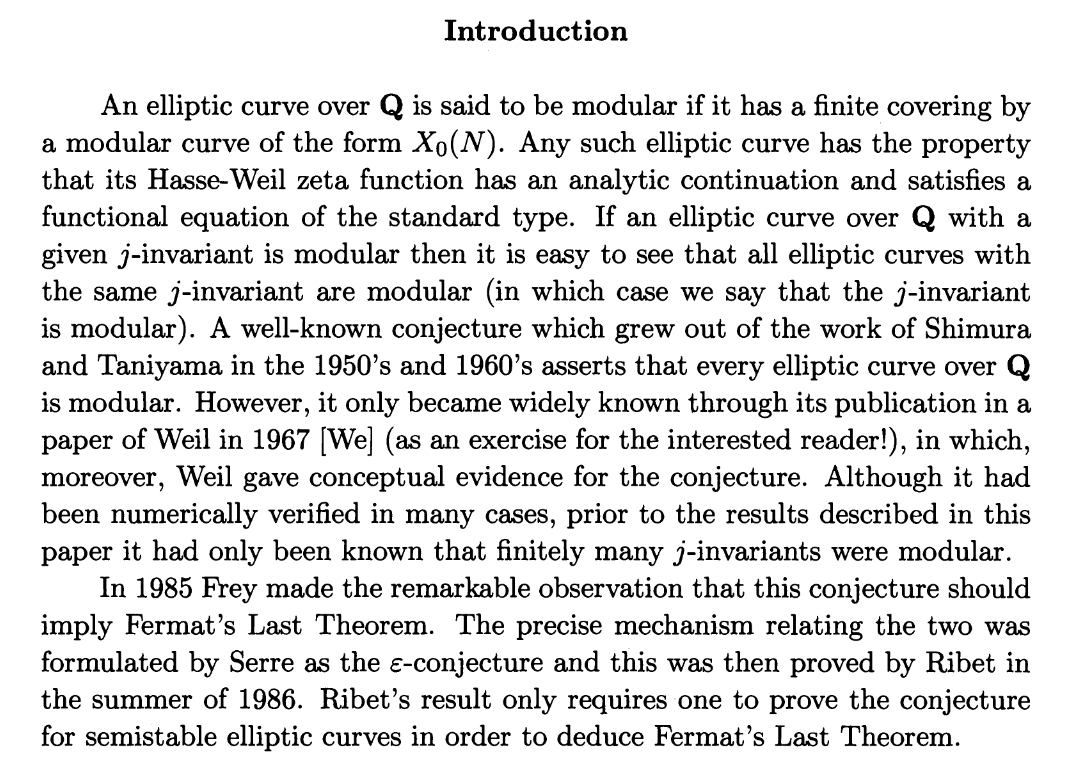 Introduction
An elliptic curve over Q is said to be modular if it has a finite covering by
a modular curve of the form X₀(N). Any such elliptic curve has the property
that its Hasse-Weil zeta function has an analytic continuation and satisfies a
functional equation of the standard type. If an elliptic curve over Q with a
given j-invariant is modular then it is easy to see that all elliptic curves with
the same j-invariant are modular (in which case we say that the j-invariant
is modular). A well-known conjecture which grew out of the work of Shimura
and Taniyama in the 1950's and 1960's asserts that every elliptic curve over Q
is modular. However, it only became widely known through its publication in a
paper of Weil in 1967 [We] (as an exercise for the interested reader!), in which,
moreover, Weil gave conceptual evidence for the conjecture. Although it had
been numerically verified in many cases, prior to the results described in this
paper it had only been known that finitely many j-invariants were modular.
In 1985 Frey made the remarkable observation that this conjecture should
imply Fermat's Last Theorem. The precise mechanism relating the two was
formulated by Serre as the ε-conjecture and this was then proved by Ribet in
the summer of 1986. Ribet's result only requires one to prove the conjecture
for semistable elliptic curves in order to deduce Fermat's Last Theorem.